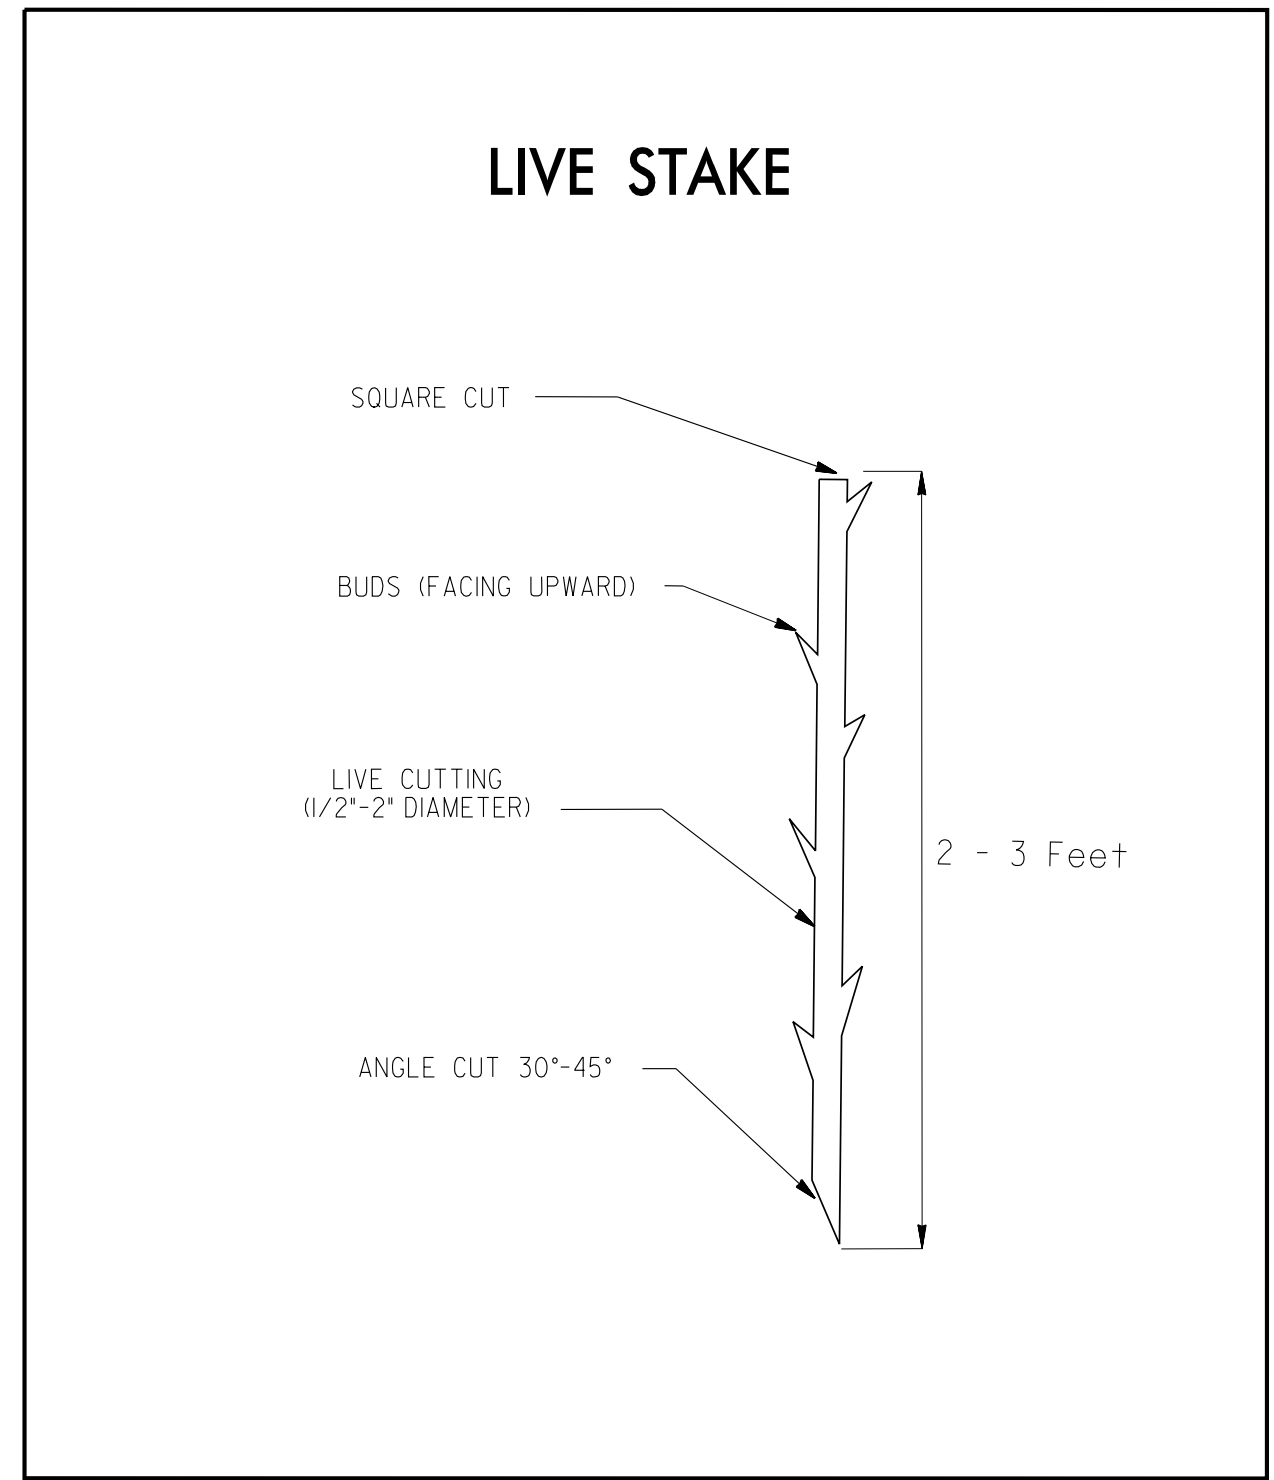 LIVE STAKE
SQUARE CUT
BUDS (FACING UPWARD)
LIVE CUTTING
(1/2"-2" DIAMETER)
2 - 3 Feet
ANGLE CUT 30°-45°